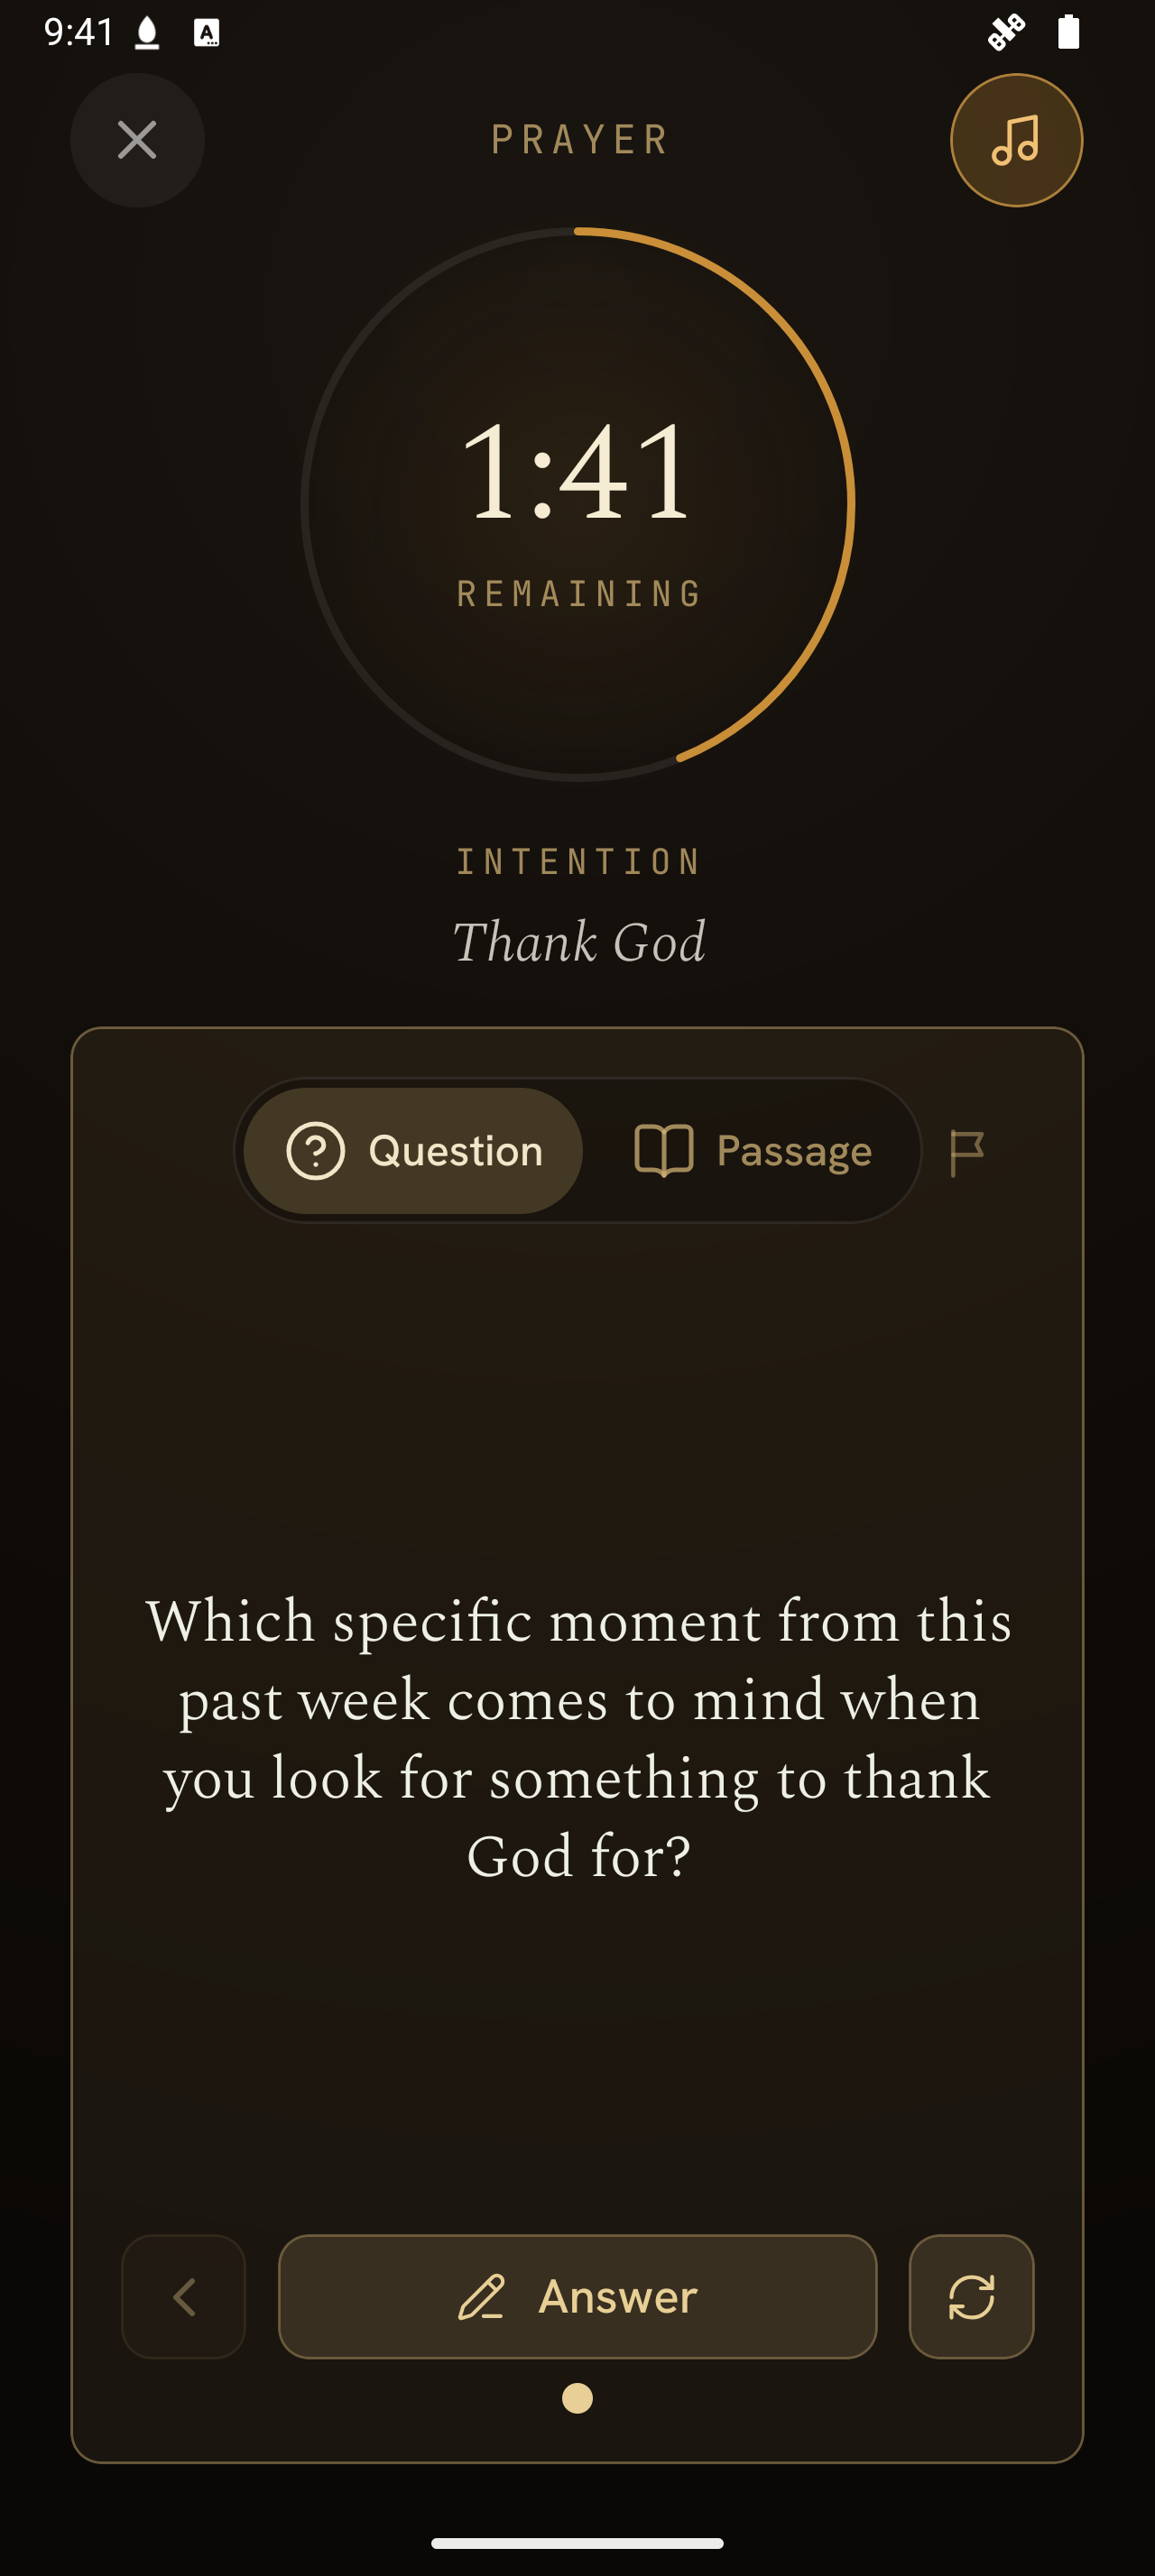 9:41
PRAYER
1:41
REMAINING
INTENTION
Thank God
Question
Passage
Which specific moment from this
past week comes to mind when
you look for something to thank
God for?
Answer